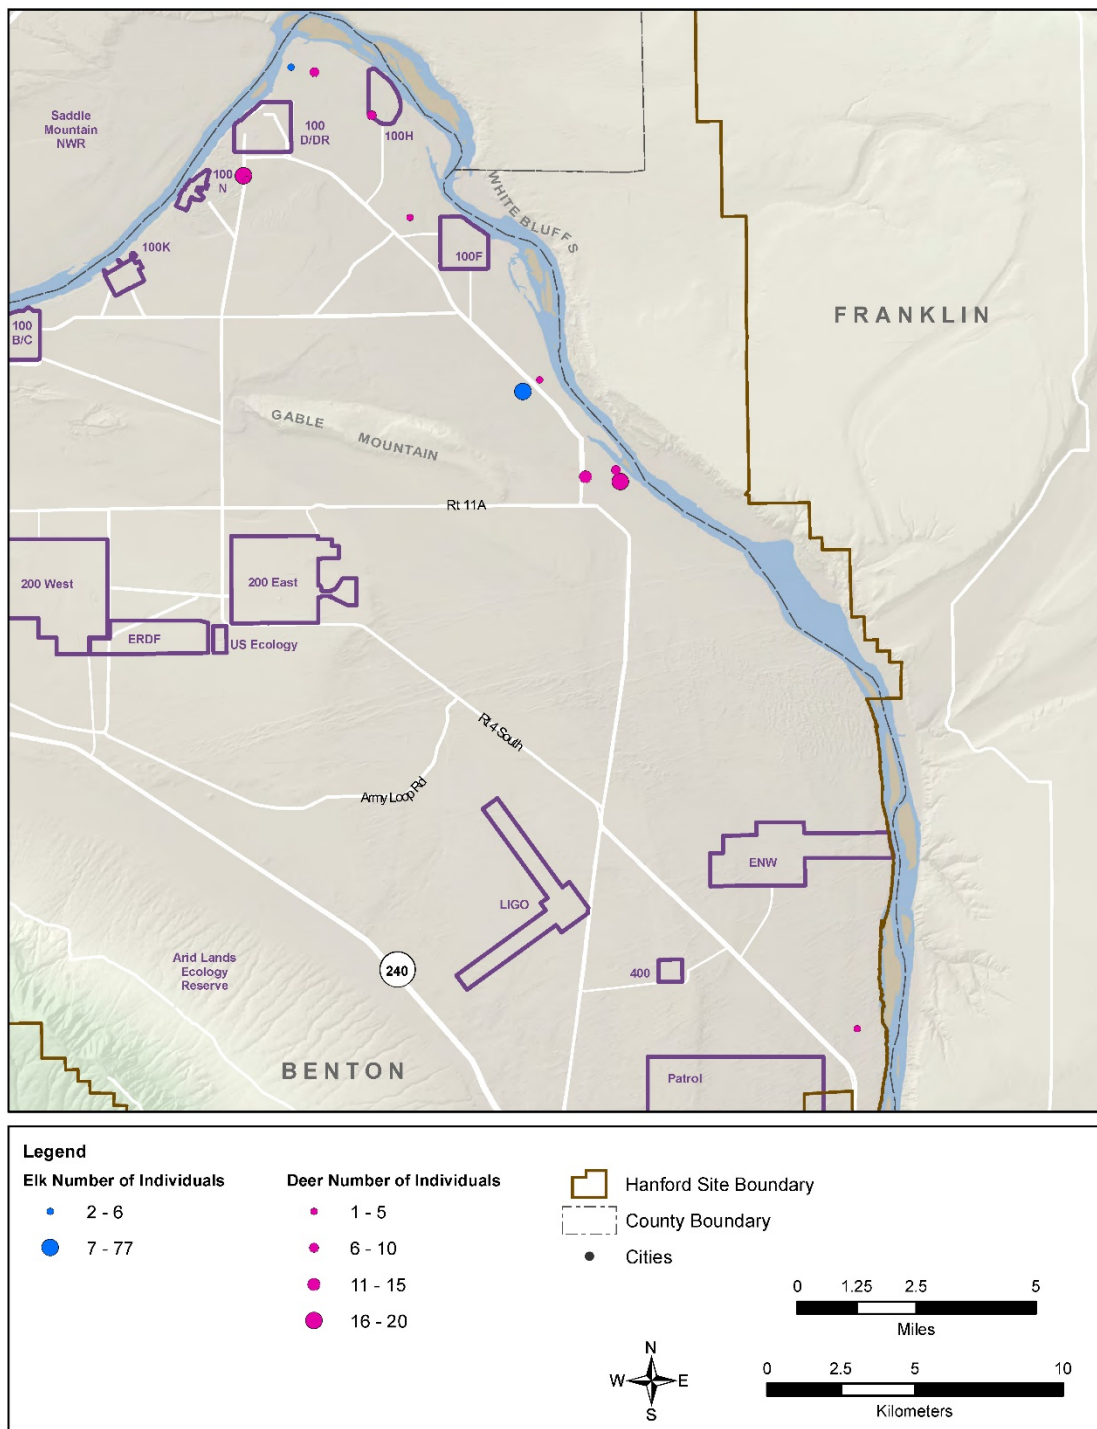 Saddle
Mountain
NWR
100
D/DR
100H
100
N
WHITE BLUFFS
100K
100F
FRANKLIN
100
B/C
GABLE MOUNTAIN
Rt 11A
200 West
200 East
ERDF
US Ecology
Rt 4 South
Army Loop Rd
ENW
LIGO
Arid Lands
Ecology
Reserve
240
400
BENTON
Patrol
Legend
Elk Number of Individuals
2 - 6
7 - 77
Deer Number of Individuals
1 - 5
6 - 10
11 - 15
16 - 20
Hanford Site Boundary
County Boundary
Cities
0 1.25 2.5 5
Miles
N
W E
S
0 2.5 5 10
Kilometers